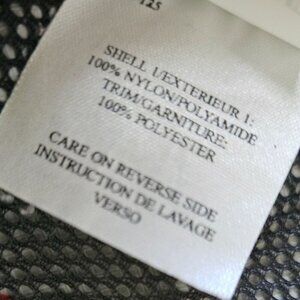 125
SHELL 1/EXTERIEUR 1:
100% NYLON/POLYAMIDE
TRIM/GARNITURE:
100% POLYESTER
CARE ON REVERSE SIDE
INSTRUCTION DE LAVAGE
VERSO